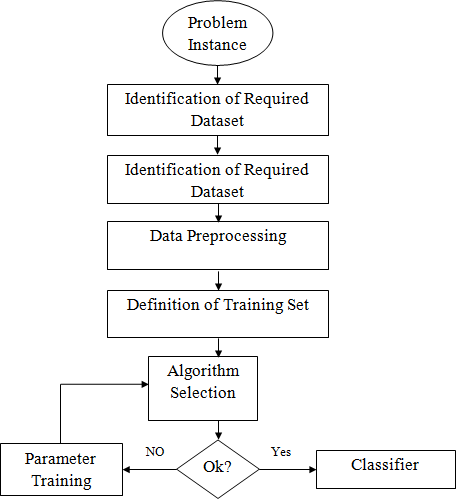 Problem
Instance
Identification of Required
Dataset
Identification of Required
Dataset
Data Preprocessing
Definition of Training Set
Algorithm
Selection
NO
Yes
Parameter
Training
Ok?
Classifier